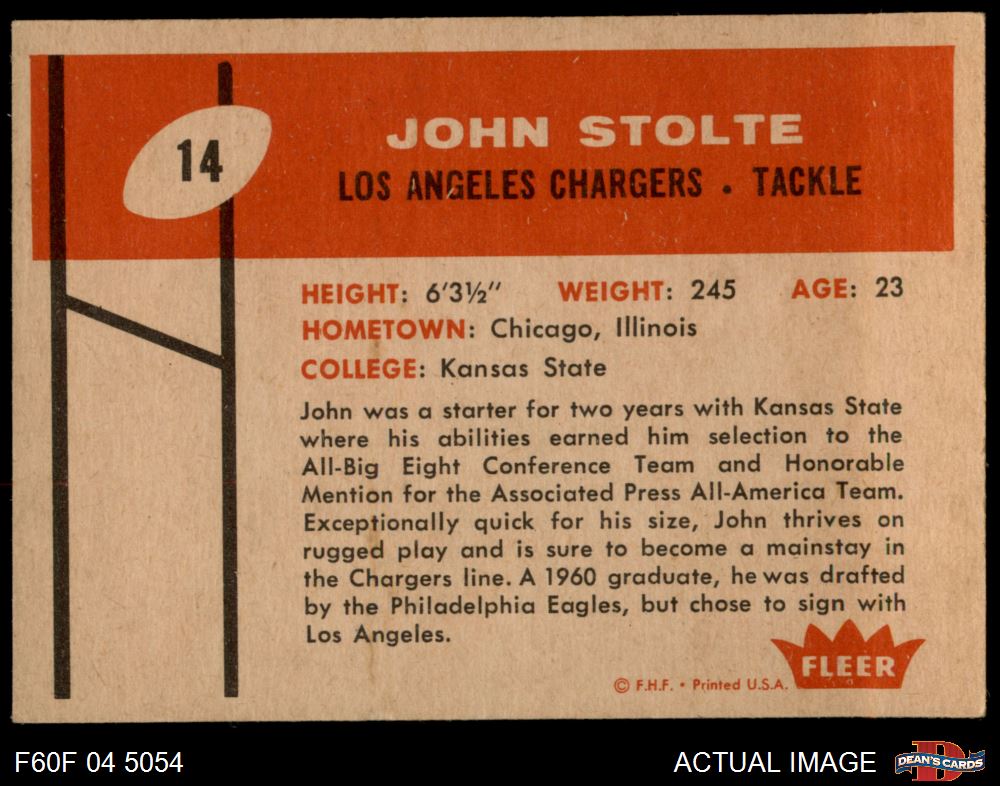 14
JOHN STOLTE
LOS ANGELES CHARGERS • TACKLE
HEIGHT: 6'3½" WEIGHT: 245 AGE: 23
HOMETOWN: Chicago, Illinois
COLLEGE: Kansas State
John was a starter for two years with Kansas State
where his abilities earned him selection to the
All-Big Eight Conference Team and Honorable
Mention for the Associated Press All-America Team.
Exceptionally quick for his size, John thrives on
rugged play and is sure to become a mainstay in
the Chargers line. A 1960 graduate, he was drafted
by the Philadelphia Eagles, but chose to sign with
Los Angeles.
FLEER
© F.H.F. • Printed U.S.A.
F60F 04 5054
ACTUAL IMAGE
D
DEAN'S CARDS